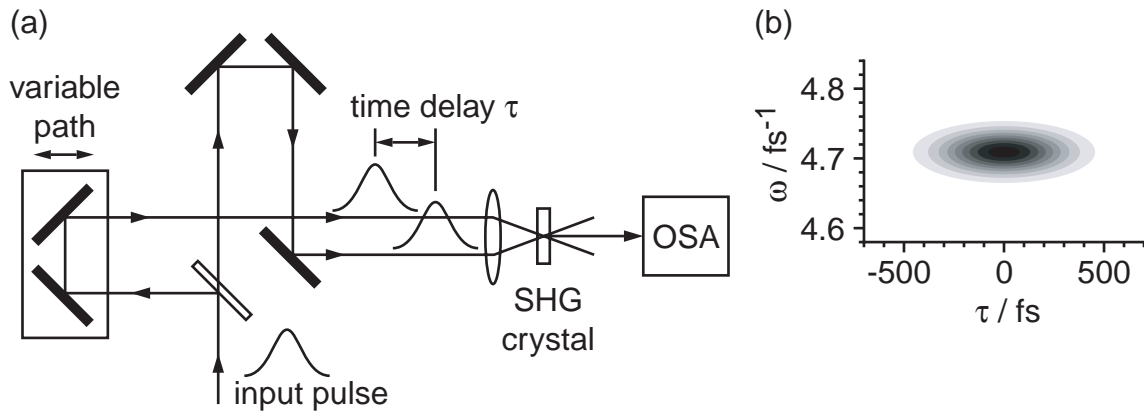 (a)
variable
path
time delay τ
OSA
SHG
crystal
input pulse
(b)
ω / fs-1
4.8
4.7
4.6
-500
0
500
τ / fs